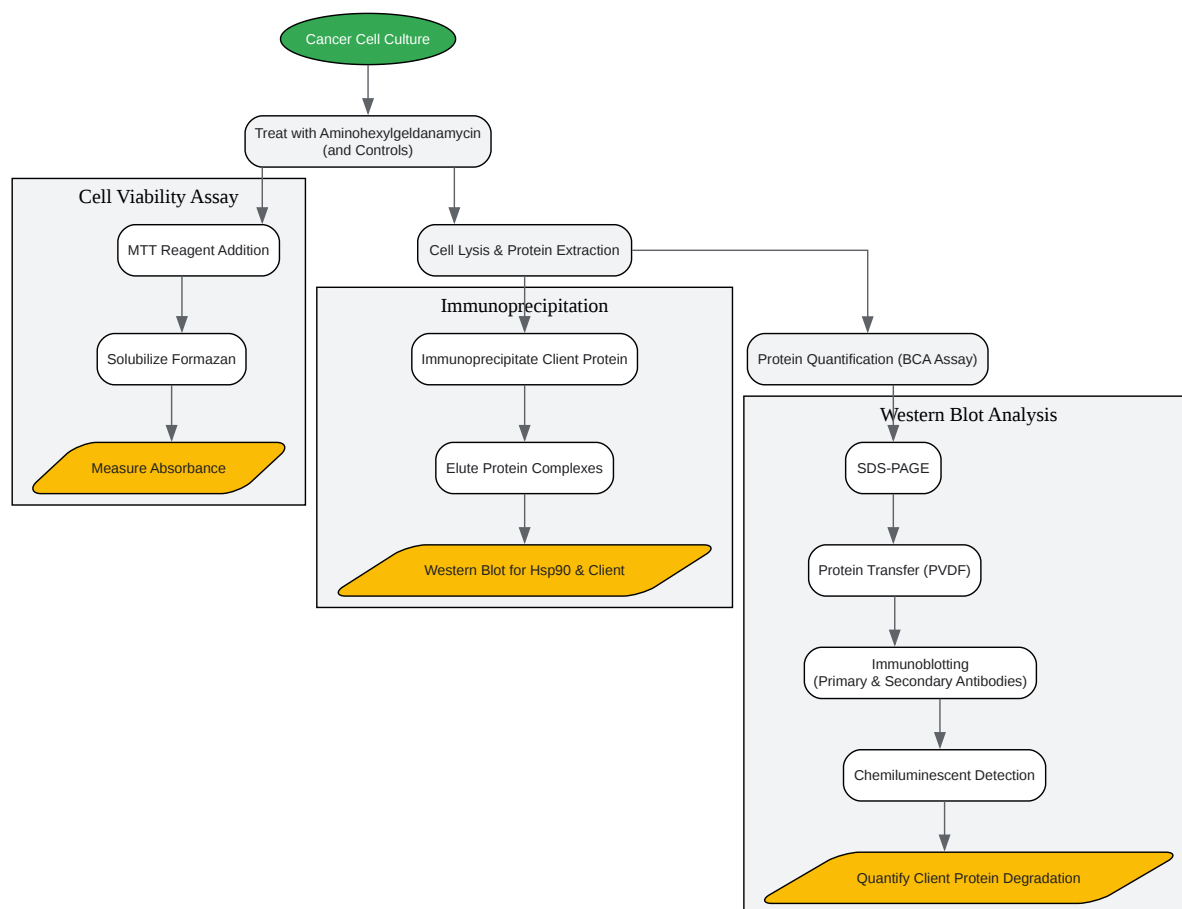 Cancer Cell Culture
Treat with Aminohexylgeldanamycin
(and Controls)
Cell Viability Assay
MTT Reagent Addition
Solubilize Formazan
Measure Absorbance
Cell Lysis & Protein Extraction
Immunoprecipitation
Immunoprecipitate Client Protein
Elute Protein Complexes
Western Blot for Hsp90 & Client
Protein Quantification (BCA Assay)
Western Blot Analysis
SDS-PAGE
Protein Transfer (PVDF)
Immunoblotting
(Primary & Secondary Antibodies)
Chemiluminescent Detection
Quantify Client Protein Degradation